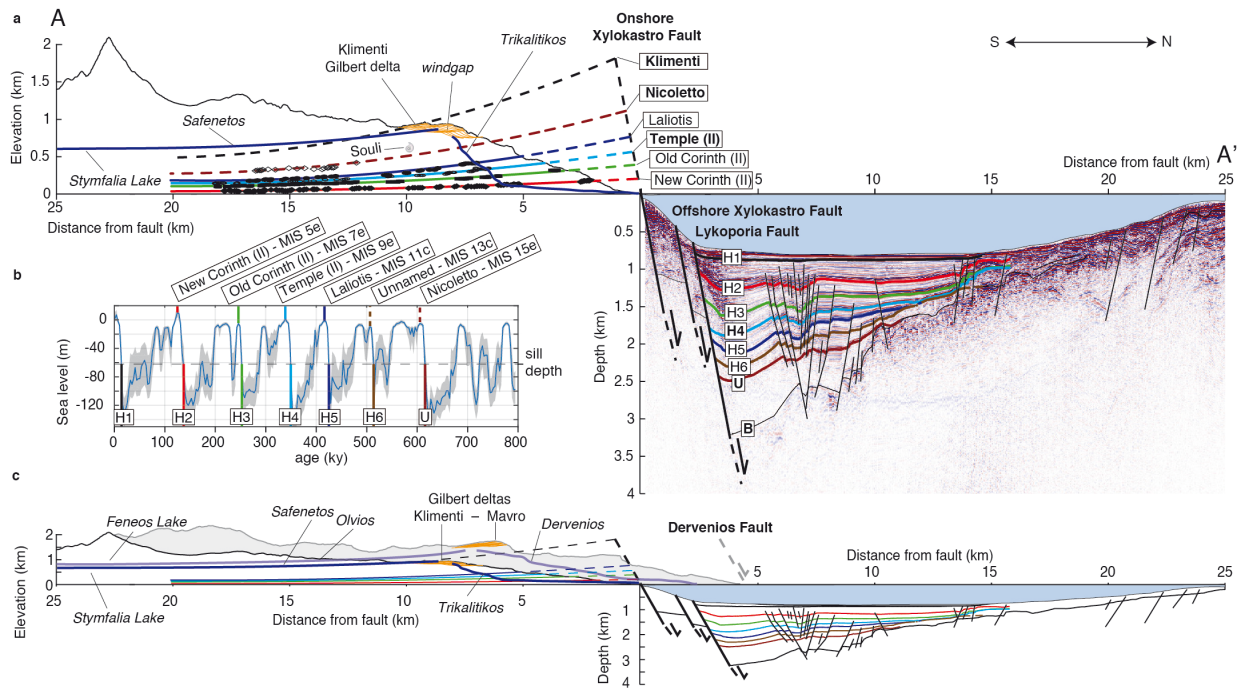 a
A
Onshore
Xylokastro Fault
S
N
Klimenti
Gilbert delta
windgap
Trikalitikos
Klimenti
Nicoletto
Laliotis
Temple (II)
Old Corinth (II)
New Corinth (II)
Safenetos
Souli
Stymfalia Lake
Elevation (km)
2
1.5
1
0.5
0
25
20
15
10
5
Distance from fault (km)
Distance from fault (km)
A’
5
10
15
20
25
Offshore Xylokastro Fault
Lykoporia Fault
H1
H2
H3
H4
H5
H6
U
B
Depth (km)
0.5
1
1.5
2
2.5
3
3.5
4
b
New Corinth (II) - MIS 5e
Old Corinth (II) - MIS 7e
Temple (II) - MIS 9e
Laliotis - MIS 11c
Unnamed - MIS 13c
Nicoletto - MIS 15e
Sea level (m)
0
-40
-80
-120
sill
depth
H1
H2
H3
H4
H5
H6
U
0
100
200
300
400
500
600
700
800
age (ky)
c
Feneos Lake
Safenetos
Olvios
Gilbert deltas
Klimenti – Mavro
Dervenios
Dervenios Fault
Elevation (km)
2
1
0
25
20
15
10
5
Stymfalia Lake
Distance from fault (km)
Trikalitikos
Distance from fault (km)
5
10
15
20
25
Depth (km)
1
2
3
4